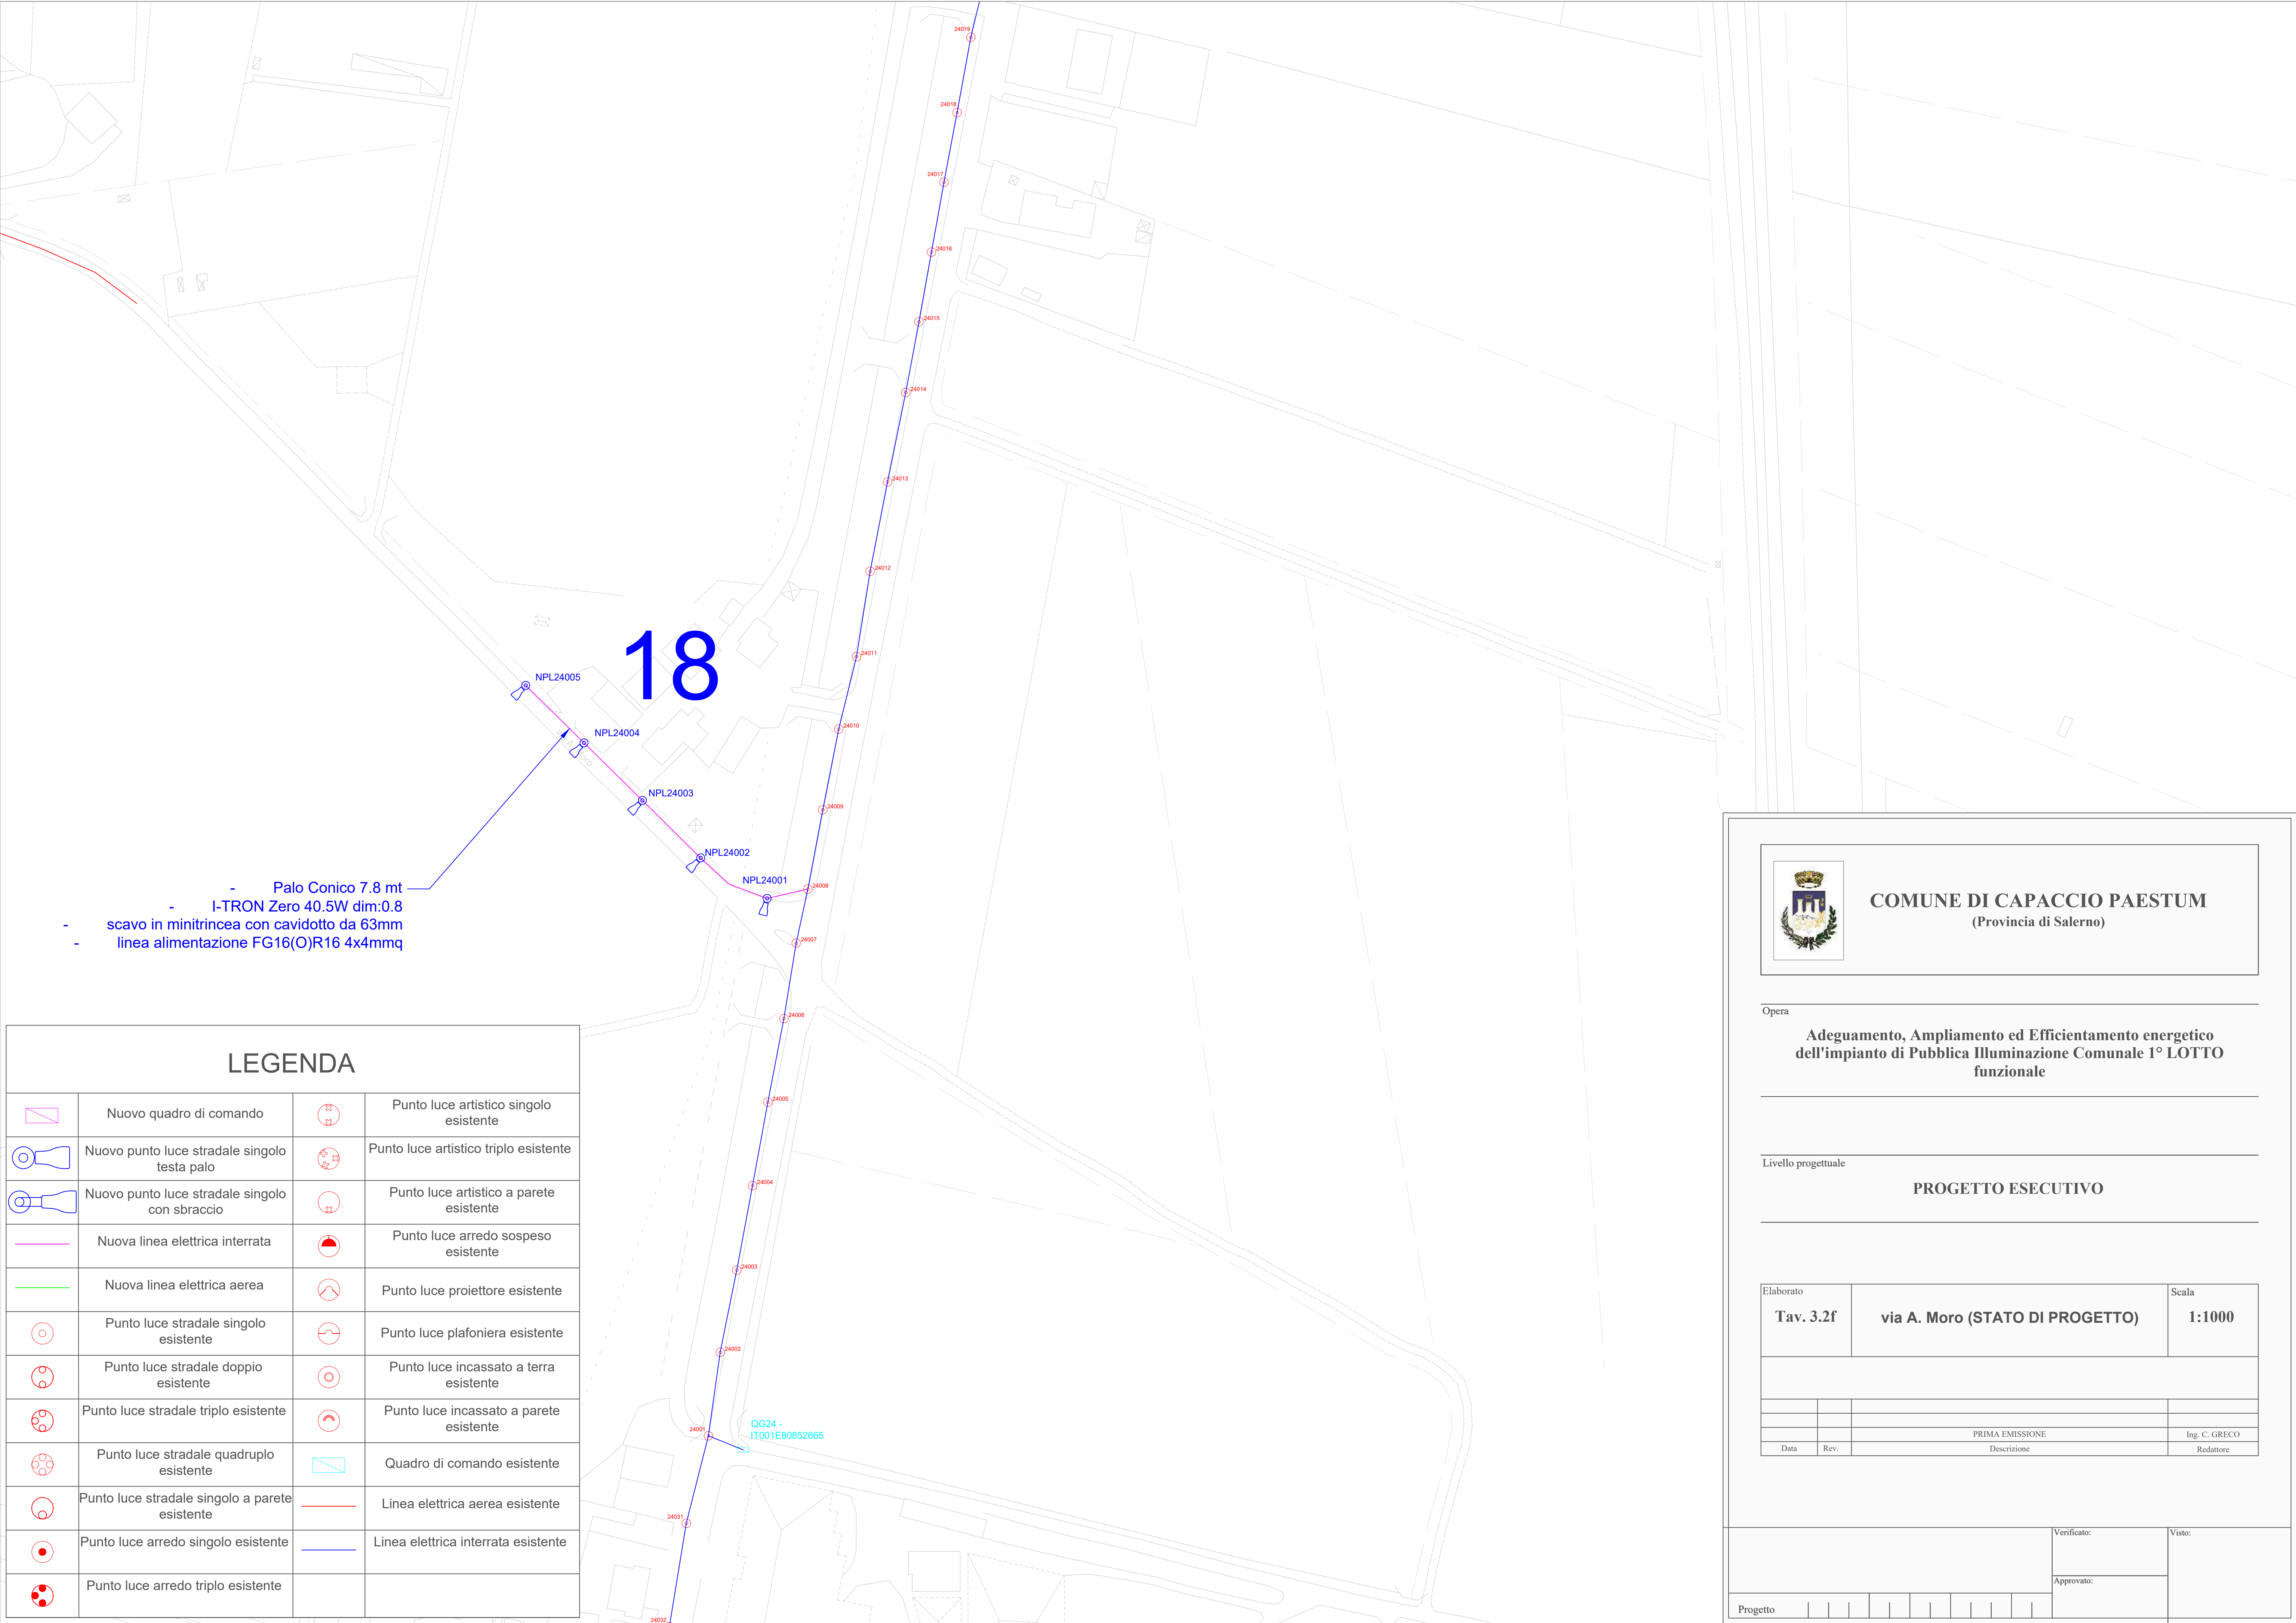 24019
24018
24017
24016
24015
24014
24013
24012
24011
24010
24009
24008
24007
24006
24005
24004
24003
24002
24001
24031
24032
18
NPL24005
NPL24004
NPL24003
NPL24002
NPL24001
- Palo Conico 7.8 mt
- I-TRON Zero 40.5W dim:0.8
- scavo in minitrincea con cavidotto da 63mm
- linea alimentazione FG16(O)R16 4x4mmq
QG24 -
IT001E80852665
LEGENDA
Nuovo quadro di comando
Punto luce artistico singolo
esistente
Nuovo punto luce stradale singolo
testa palo
Punto luce artistico triplo esistente
Nuovo punto luce stradale singolo
con sbraccio
Punto luce artistico a parete
esistente
Nuova linea elettrica interrata
Punto luce arredo sospeso
esistente
Nuova linea elettrica aerea
Punto luce proiettore esistente
Punto luce stradale singolo
esistente
Punto luce plafoniera esistente
Punto luce stradale doppio
esistente
Punto luce incassato a terra
esistente
Punto luce stradale triplo esistente
Punto luce incassato a parete
esistente
Punto luce stradale quadruplo
esistente
Quadro di comando esistente
Punto luce stradale singolo a parete
esistente
Linea elettrica aerea esistente
Punto luce arredo singolo esistente
Linea elettrica interrata esistente
Punto luce arredo triplo esistente
COMUNE DI CAPACCIO PAESTUM
(Provincia di Salerno)
Opera
Adeguamento, Ampliamento ed Efficientamento energetico
dell'impianto di Pubblica Illuminazione Comunale 1° LOTTO
funzionale
Livello progettuale
PROGETTO ESECUTIVO
Elaborato
Tav. 3.2f
via A. Moro (STATO DI PROGETTO)
Scala
1:1000
PRIMA EMISSIONE
Ing. C. GRECO
Data
Rev.
Descrizione
Redattore
Verificato:
Visto:
Approvato:
Progetto